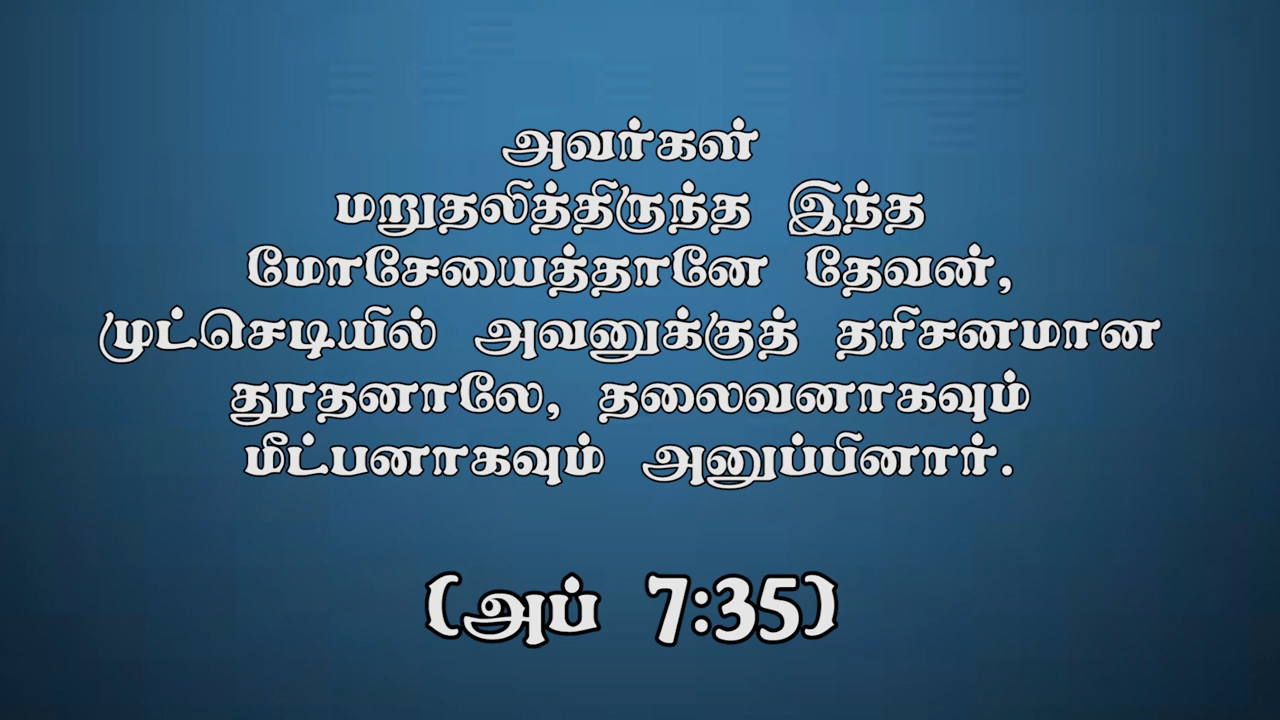 அவர்கள்
மறுதலித்திருந்த இந்த
மோசேயைத்தானே தேவன்,
முட்செடியில் அவனுக்குத் தரிசனமான
தூதனாலே, தலைவனாகவும்
மீட்பனாகவும் அனுப்பினார்.
(அப் 7:35)